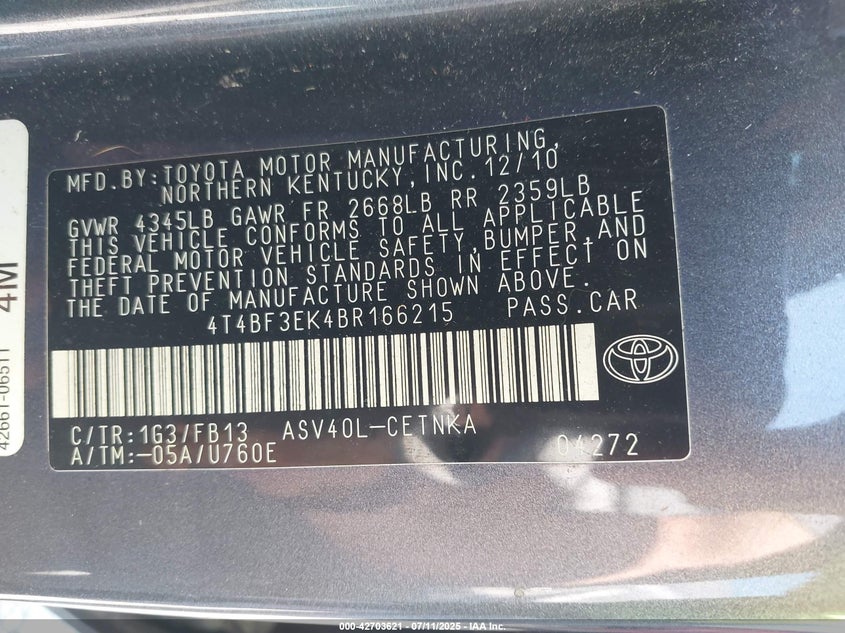 MFD.BY:TOYOTA MOTOR MANUFACTURING,
NORTHERN KENTUCKY,INC.12/10
GVWR 4345LB GAWR FR 2668LB RR 2359LB
THIS VEHICLE CONFORMS TO ALL APPLICABLE
FEDERAL MOTOR VEHICLE SAFETY,BUMPER,AND
THEFT PREVENTION STANDARDS IN EFFECT ON
THE DATE OF MANUFACTURE SHOWN ABOVE.
4T4BF3EK4BR166215 PASS.CAR
C/TR:1G3/FB13 ASV40L-CETNKA
A/TM:-05A/U760E 04272
42661-06511 4M
000-42703621 - 07/11/2025 - IAA Inc.